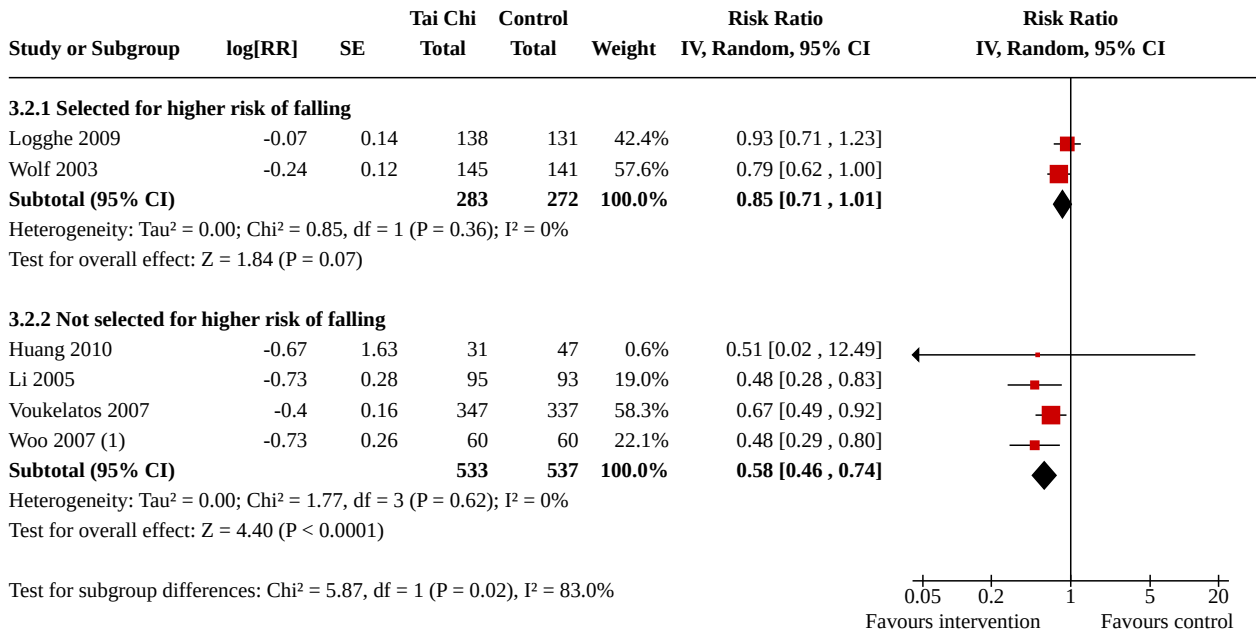 Tai Chi Control Risk Ratio Risk Ratio
Study or Subgroup log[RR] SE Total Total Weight IV, Random, 95% CI IV, Random, 95% CI
3.2.1 Selected for higher risk of falling
Logghe 2009 -0.07 0.14 138 131 42.4% 0.93 [0.71 , 1.23]
Wolf 2003 -0.24 0.12 145 141 57.6% 0.79 [0.62 , 1.00]
Subtotal (95% CI) 283 272 100.0% 0.85 [0.71 , 1.01]
Heterogeneity: Tau² = 0.00; Chi² = 0.85, df = 1 (P = 0.36); I² = 0%
Test for overall effect: Z = 1.84 (P = 0.07)
3.2.2 Not selected for higher risk of falling
Huang 2010 -0.67 1.63 31 47 0.6% 0.51 [0.02 , 12.49]
Li 2005 -0.73 0.28 95 93 19.0% 0.48 [0.28 , 0.83]
Voukelatos 2007 -0.4 0.16 347 337 58.3% 0.67 [0.49 , 0.92]
Woo 2007 (1) -0.73 0.26 60 60 22.1% 0.48 [0.29 , 0.80]
Subtotal (95% CI) 533 537 100.0% 0.58 [0.46 , 0.74]
Heterogeneity: Tau² = 0.00; Chi² = 1.77, df = 3 (P = 0.62); I² = 0%
Test for overall effect: Z = 4.40 (P < 0.0001)
Test for subgroup differences: Chi² = 5.87, df = 1 (P = 0.02), I² = 83.0%
0.05 0.2 1 5 20
Favours intervention Favours control